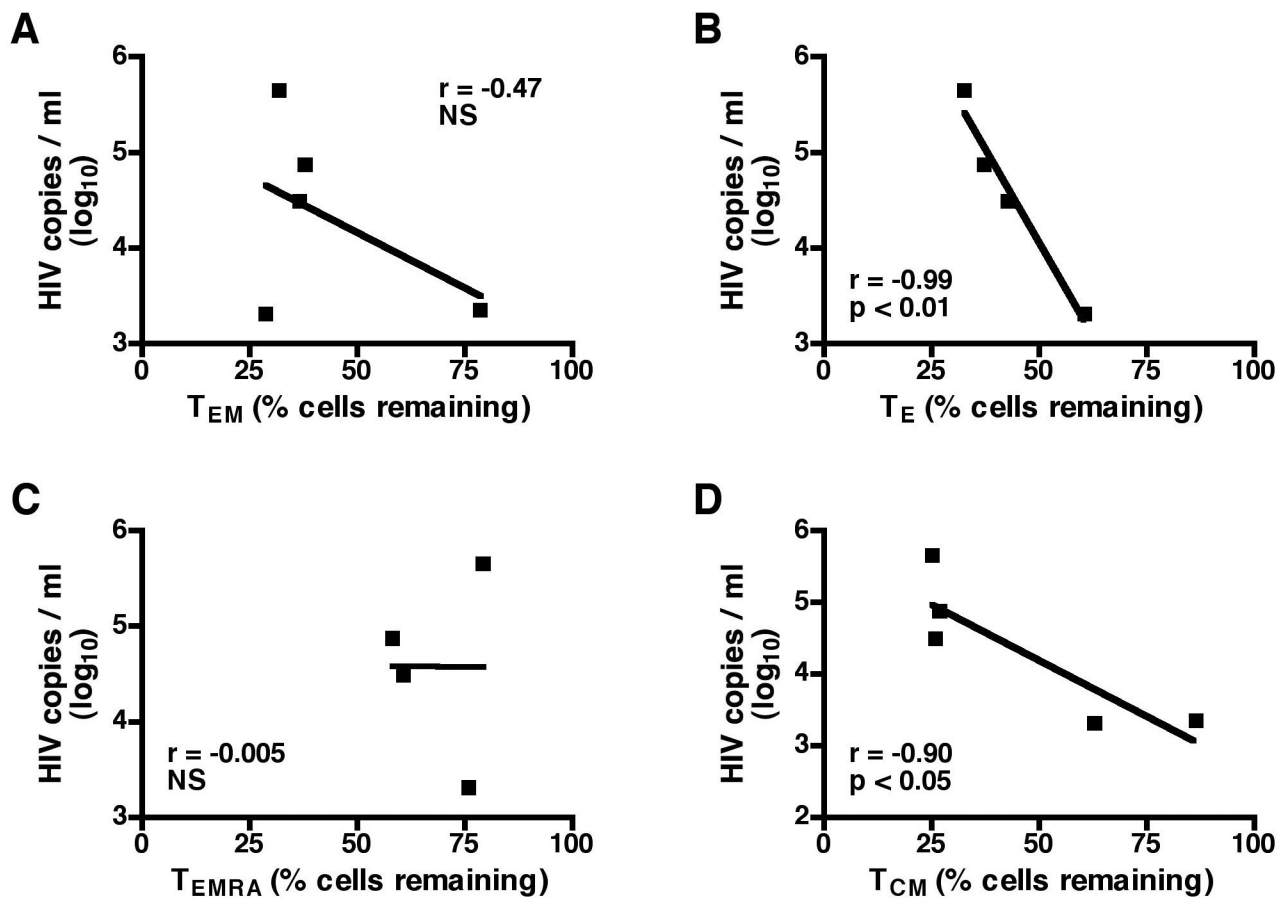 A
HIV copies / ml
(log10)
6
5
4
3
r = -0.47
NS
0 25 50 75 100
TEM (% cells remaining)
B
HIV copies / ml
(log10)
6
5
4
3
r = -0.99
p < 0.01
0 25 50 75 100
TE (% cells remaining)
C
HIV copies / ml
(log10)
6
5
4
3
r = -0.005
NS
0 25 50 75 100
TEMRA (% cells remaining)
D
HIV copies / ml
(log10)
6
5
4
3
2
r = -0.90
p < 0.05
0 25 50 75 100
TCM (% cells remaining)